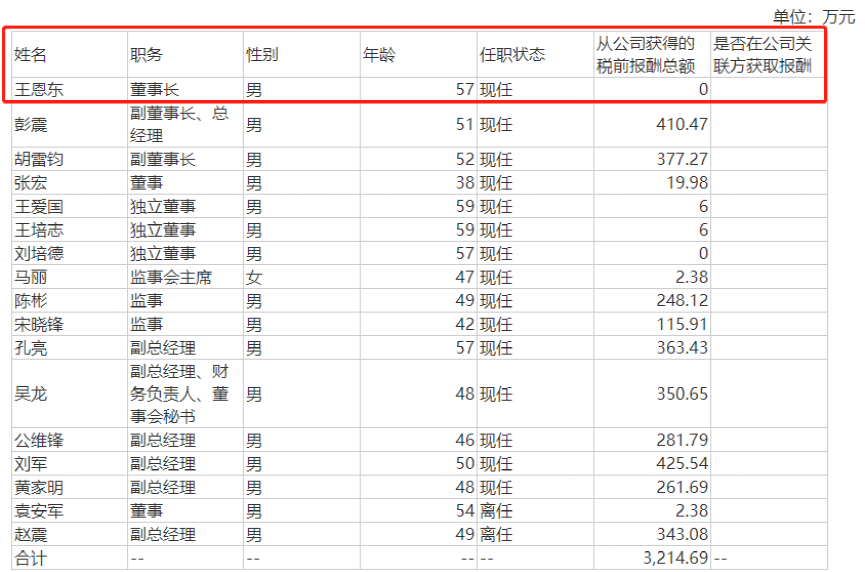 单位：万元
姓名 职务 性别 年龄 任职状态 从公司获得的税前报酬总额 是否在公司关联方获取报酬
王恩东 董事长 男 57 现任 0
彭震 副董事长、总经理 男 51 现任 410.47
胡雷钧 副董事长 男 52 现任 377.27
张宏 董事 男 38 现任 19.98
王爱国 独立董事 男 59 现任 6
王培志 独立董事 男 59 现任 6
刘培德 独立董事 男 57 现任 0
马丽 监事会主席 女 47 现任 2.38
陈彬 监事 男 49 现任 248.12
宋晓锋 监事 男 42 现任 115.91
孔亮 副总经理 男 57 现任 363.43
吴龙 副总经理、财务负责人、董事会秘书 男 48 现任 350.65
公维锋 副总经理 男 46 现任 281.79
刘军 副总经理 男 50 现任 425.54
黄家明 副总经理 男 48 现任 261.69
袁安军 董事 男 54 离任 2.38
赵震 副总经理 男 49 离任 343.08
合计 -- -- -- -- 3,214.69 --